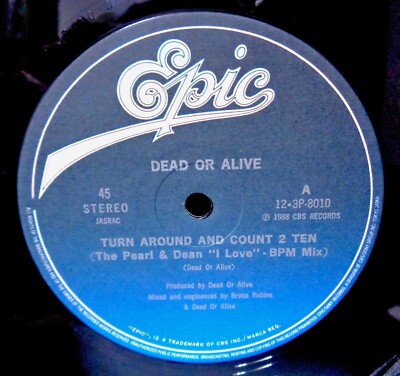 Epic
DEAD OR ALIVE
45
STEREO
JASRAC
A
12・3P-8010
Ⓟ 1988 CBS RECORDS
TURN AROUND AND COUNT 2 TEN
(The Pearl & Dean "I Love"-BPM Mix)
(Dead Or Alive)
Produced by Dead Or Alive
Mixed and engineered by Bruno Robins
& Dead Or Alive
"EPIC", IS A TRADEMARK OF CBS INC./MARCA REG.